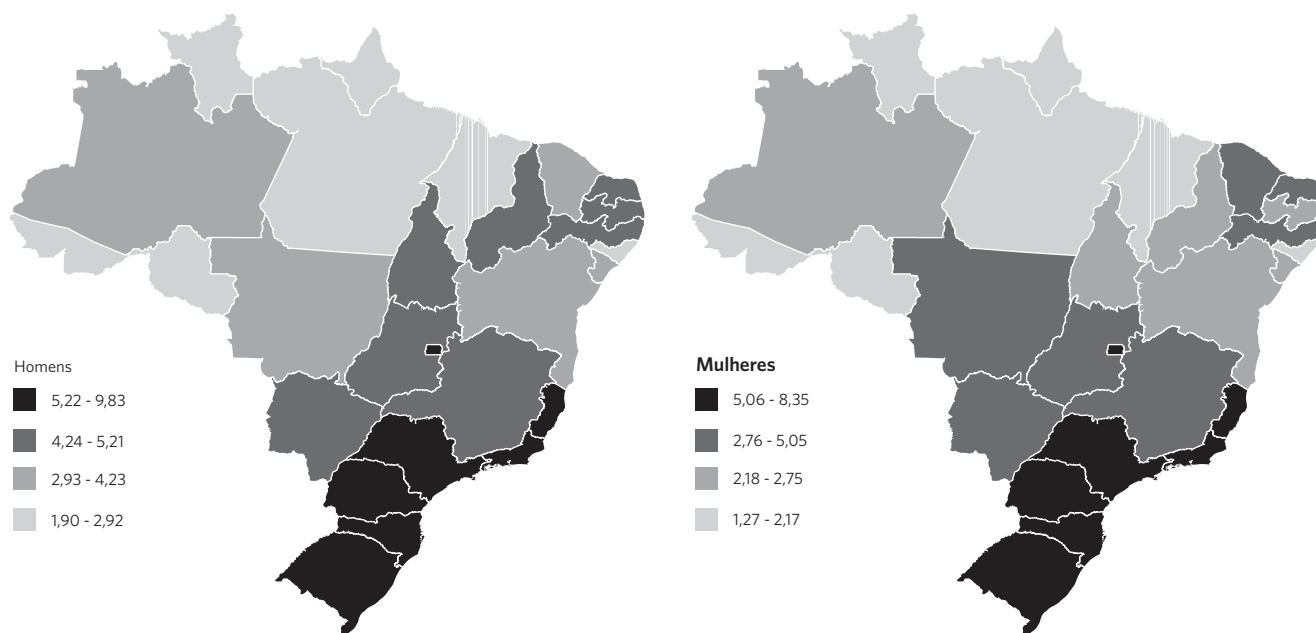 Homens
5,22 - 9,83
4,24 - 5,21
2,93 - 4,23
1,90 - 2,92
Mulheres
5,06 - 8,35
2,76 - 5,05
2,18 - 2,75
1,27 - 2,17